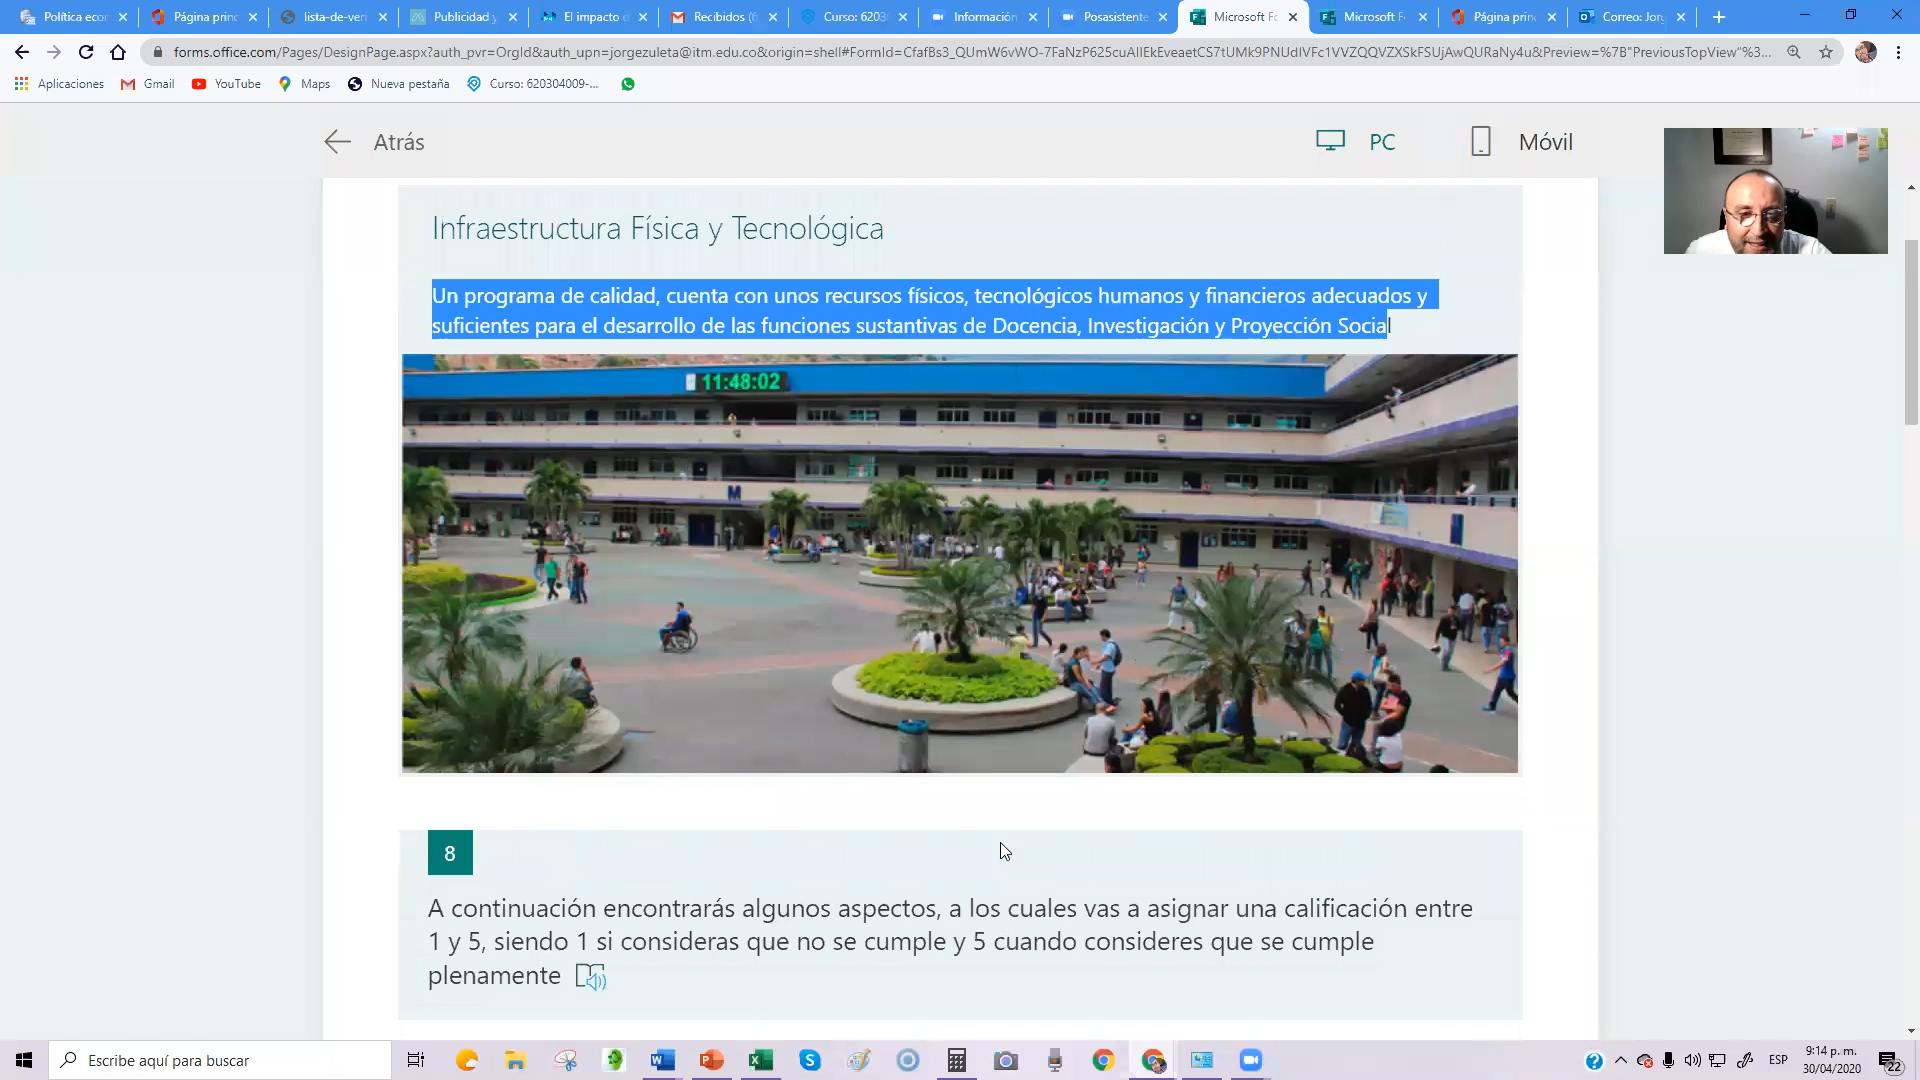 Política econ
Página princ
lista-de-veri
Publicidad y
El impacto d
Recibidos (6
Curso: 6203
Información
Posasistente
Microsoft Fo
Microsoft F
Página princ
Correo: Jorg
forms.office.com/Pages/DesignPage.aspx?auth_pvr=OrgId&auth_upn=jorgezuleta@itm.edu.co&origin=shell#FormId=CfafBs3_QUmW6vWO-7FaNzP625cuAIIEkEveaetCS7tUMk9PNUdIVFc1VVZQQVZXSkFSUjAwQURaNy4u&Preview=%7B"PreviousTopView"%3...
Aplicaciones
Gmail
YouTube
Maps
Nueva pestaña
Curso: 620304009-...
Atrás
PC
Móvil
Infraestructura Física y Tecnológica
Un programa de calidad, cuenta con unos recursos físicos, tecnológicos humanos y financieros adecuados y
suficientes para el desarrollo de las funciones sustantivas de Docencia, Investigación y Proyección Social
11:48:02
M
8
A continuación encontrarás algunos aspectos, a los cuales vas a asignar una calificación entre
1 y 5, siendo 1 si consideras que no se cumple y 5 cuando consideres que se cumple
plenamente
Escribe aquí para buscar
ESP
9:14 p. m.
30/04/2020
22